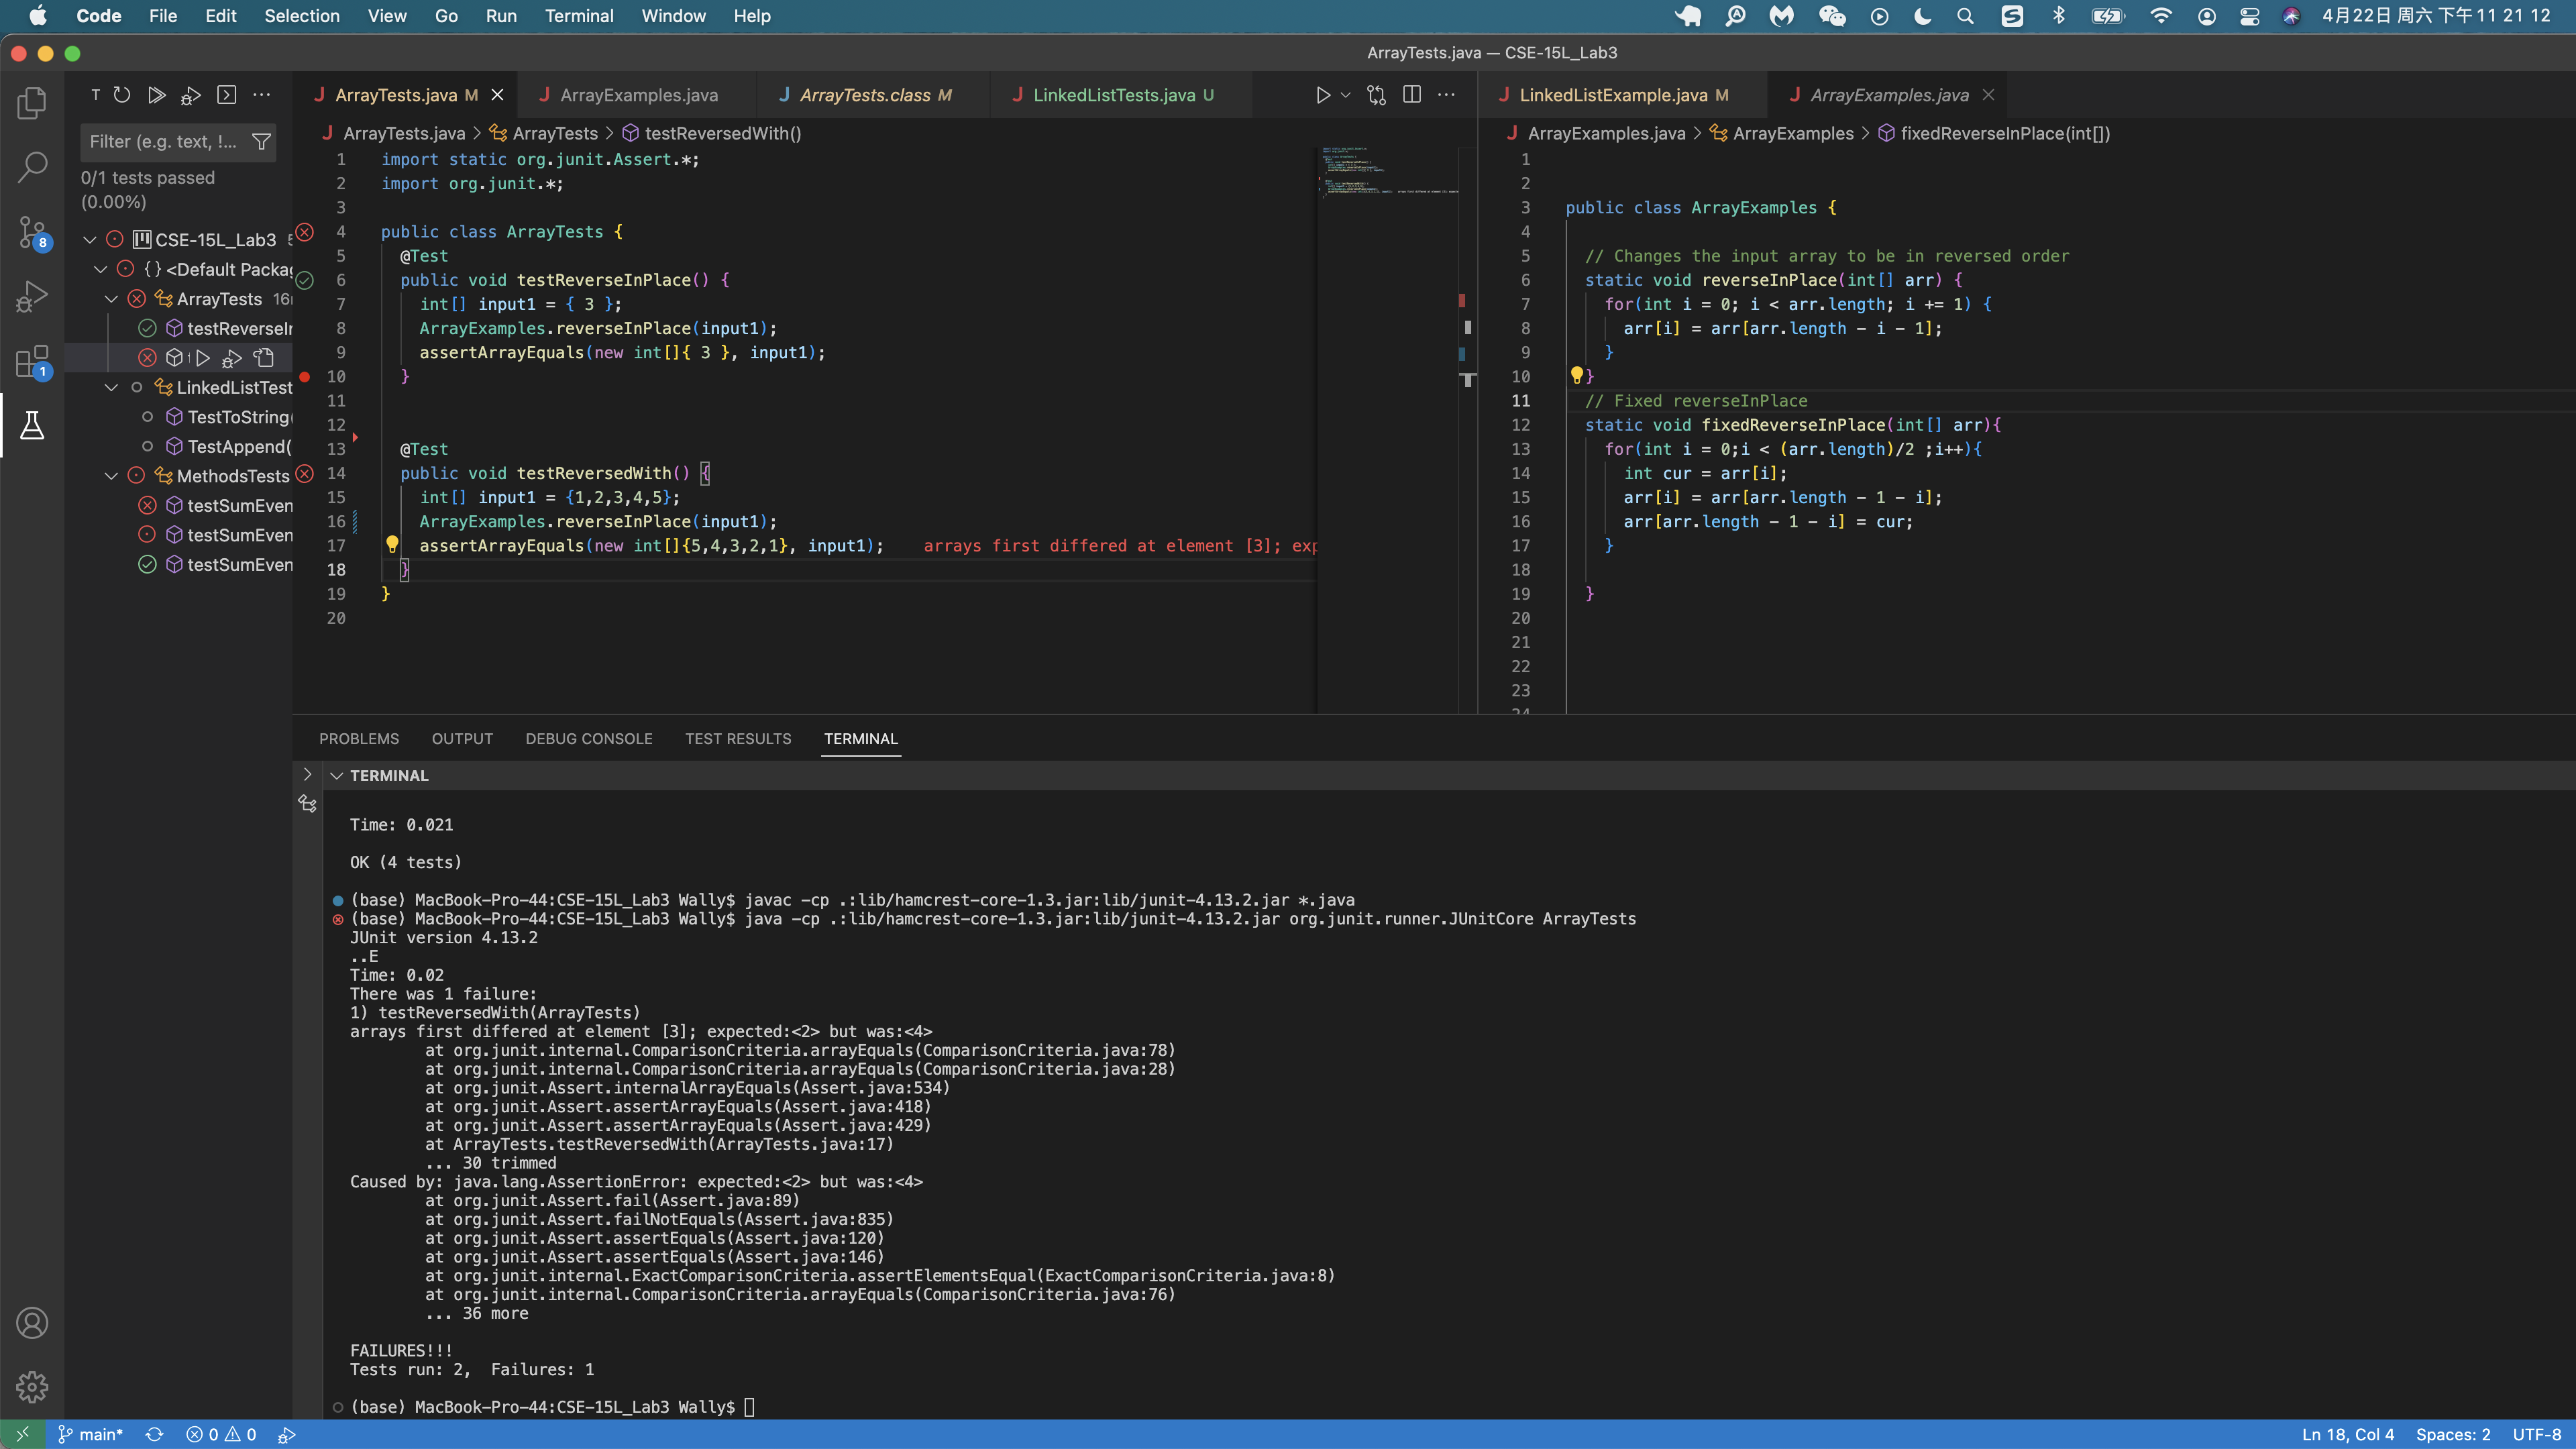 Code File Edit Selection View Go Run Terminal Window Help
4月22日 周六 下午11 21 12
ArrayTests.java — CSE-15L_Lab3
T
ArrayTests.java M
ArrayExamples.java
ArrayTests.class M
LinkedListTests.java U
LinkedListExample.java M
ArrayExamples.java
Filter (e.g. text, !...
0/1 tests passed
(0.00%)
CSE-15L_Lab3
{} <Default Packag
ArrayTests
testReverseIn
LinkedListTest
TestToString(
TestAppend(
MethodsTests
testSumEven
testSumEven
testSumEven
8
1
ArrayTests.java > ArrayTests > testReversedWith()
1 import static org.junit.Assert.*;
2 import org.junit.*;
3
4 public class ArrayTests {
5 @Test
6 public void testReverseInPlace() {
7 int[] input1 = { 3 };
8 ArrayExamples.reverseInPlace(input1);
9 assertArrayEquals(new int[]{ 3 }, input1);
10 }
11
12
13 @Test
14 public void testReversedWith() {
15 int[] input1 = {1,2,3,4,5};
16 ArrayExamples.reverseInPlace(input1);
17 assertArrayEquals(new int[]{5,4,3,2,1}, input1); arrays first differed at element [3]; exp
18 }
19 }
20
ArrayExamples.java > ArrayExamples > fixedReverseInPlace(int[])
1
2
3 public class ArrayExamples {
4
5 // Changes the input array to be in reversed order
6 static void reverseInPlace(int[] arr) {
7 for(int i = 0; i < arr.length; i += 1) {
8 arr[i] = arr[arr.length - i - 1];
9 }
10 }
11 // Fixed reverseInPlace
12 static void fixedReverseInPlace(int[] arr){
13 for(int i = 0;i < (arr.length)/2 ;i++){
14 int cur = arr[i];
15 arr[i] = arr[arr.length - 1 - i];
16 arr[arr.length - 1 - i] = cur;
17 }
18
19 }
20
21
22
23
24
PROBLEMS OUTPUT DEBUG CONSOLE TEST RESULTS TERMINAL
TERMINAL
Time: 0.021
OK (4 tests)
(base) MacBook-Pro-44:CSE-15L_Lab3 Wally$ javac -cp .:lib/hamcrest-core-1.3.jar:lib/junit-4.13.2.jar *.java
(base) MacBook-Pro-44:CSE-15L_Lab3 Wally$ java -cp .:lib/hamcrest-core-1.3.jar:lib/junit-4.13.2.jar org.junit.runner.JUnitCore ArrayTests
JUnit version 4.13.2
..E
Time: 0.02
There was 1 failure:
1) testReversedWith(ArrayTests)
arrays first differed at element [3]; expected:<2> but was:<4>
at org.junit.internal.ComparisonCriteria.arrayEquals(ComparisonCriteria.java:78)
at org.junit.internal.ComparisonCriteria.arrayEquals(ComparisonCriteria.java:28)
at org.junit.Assert.internalArrayEquals(Assert.java:534)
at org.junit.Assert.assertArrayEquals(Assert.java:418)
at org.junit.Assert.assertArrayEquals(Assert.java:429)
at ArrayTests.testReversedWith(ArrayTests.java:17)
... 30 trimmed
Caused by: java.lang.AssertionError: expected:<2> but was:<4>
at org.junit.Assert.fail(Assert.java:89)
at org.junit.Assert.failNotEquals(Assert.java:835)
at org.junit.Assert.assertEquals(Assert.java:120)
at org.junit.Assert.assertEquals(Assert.java:146)
at org.junit.internal.ExactComparisonCriteria.assertElementsEqual(ExactComparisonCriteria.java:8)
at org.junit.internal.ComparisonCriteria.arrayEquals(ComparisonCriteria.java:76)
... 36 more
FAILURES!!!
Tests run: 2,  Failures: 1
(base) MacBook-Pro-44:CSE-15L_Lab3 Wally$
main* 0 0
Ln 18, Col 4 Spaces: 2 UTF-8